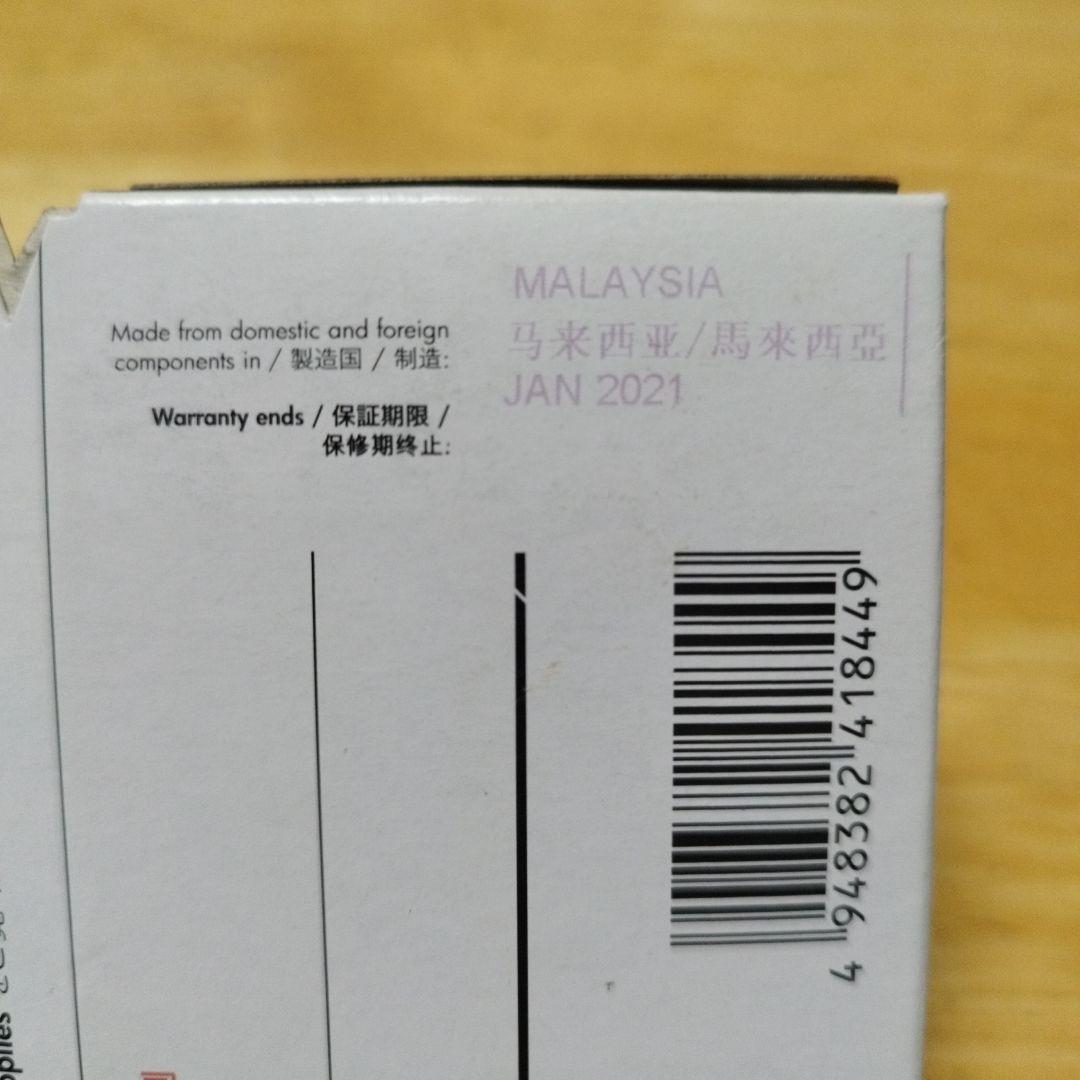 Made from domestic and foreign
components in / 製造国 / 制造:
MALAYSIA
马来西亚/馬來西亞
Warranty ends / 保証期限 /
保修期终止:
JAN 2021
4 948382 418449